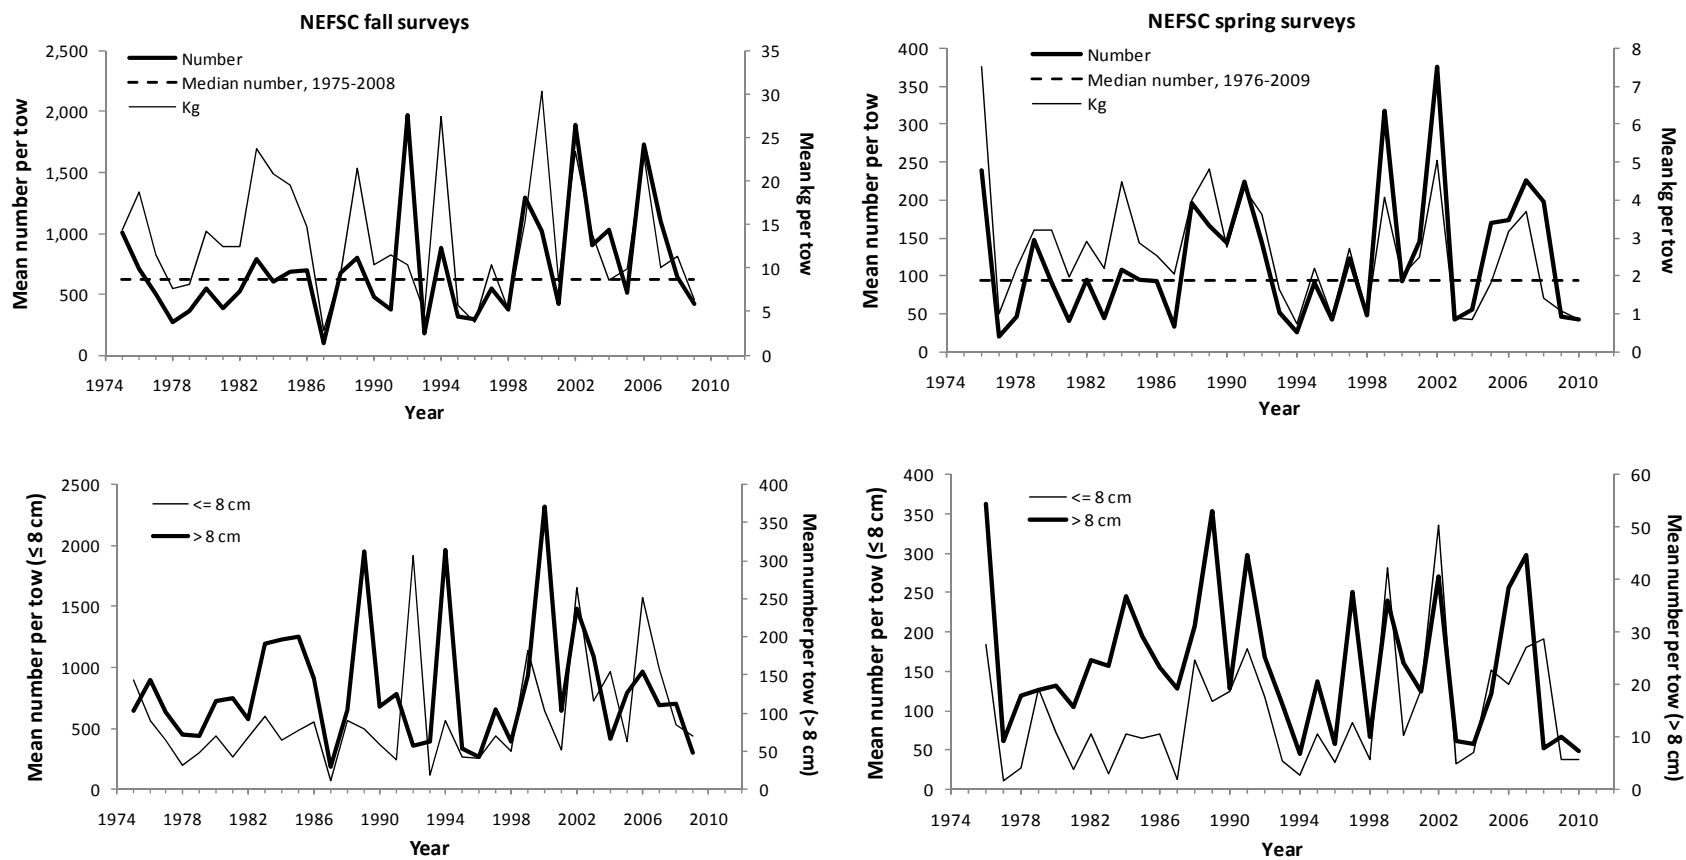 NEFSC fall surveys
Number
Median number, 1975-2008
Kg
Mean number per tow
2,500
2,000
1,500
1,000
500
0
35
30
25
20
15
10
5
0
Mean kg per tow
1974 1978 1982 1986 1990 1994 1998 2002 2006 2010
Year
NEFSC spring surveys
Number
Median number, 1976-2009
Kg
Mean number per tow
400
350
300
250
200
150
100
50
0
8
7
6
5
4
3
2
1
0
Mean kg per tow
1974 1978 1982 1986 1990 1994 1998 2002 2006 2010
Year
<= 8 cm
> 8 cm
Mean number per tow (≤ 8 cm)
2500
2000
1500
1000
500
0
400
350
300
250
200
150
100
50
0
Mean number per tow (> 8 cm)
1974 1978 1982 1986 1990 1994 1998 2002 2006 2010
Year
<= 8 cm
> 8 cm
Mean number per tow (≤ 8 cm)
400
350
300
250
200
150
100
50
0
60
50
40
30
20
10
0
Mean number per tow (> 8 cm)
1974 1978 1982 1986 1990 1994 1998 2002 2006 2010
Year